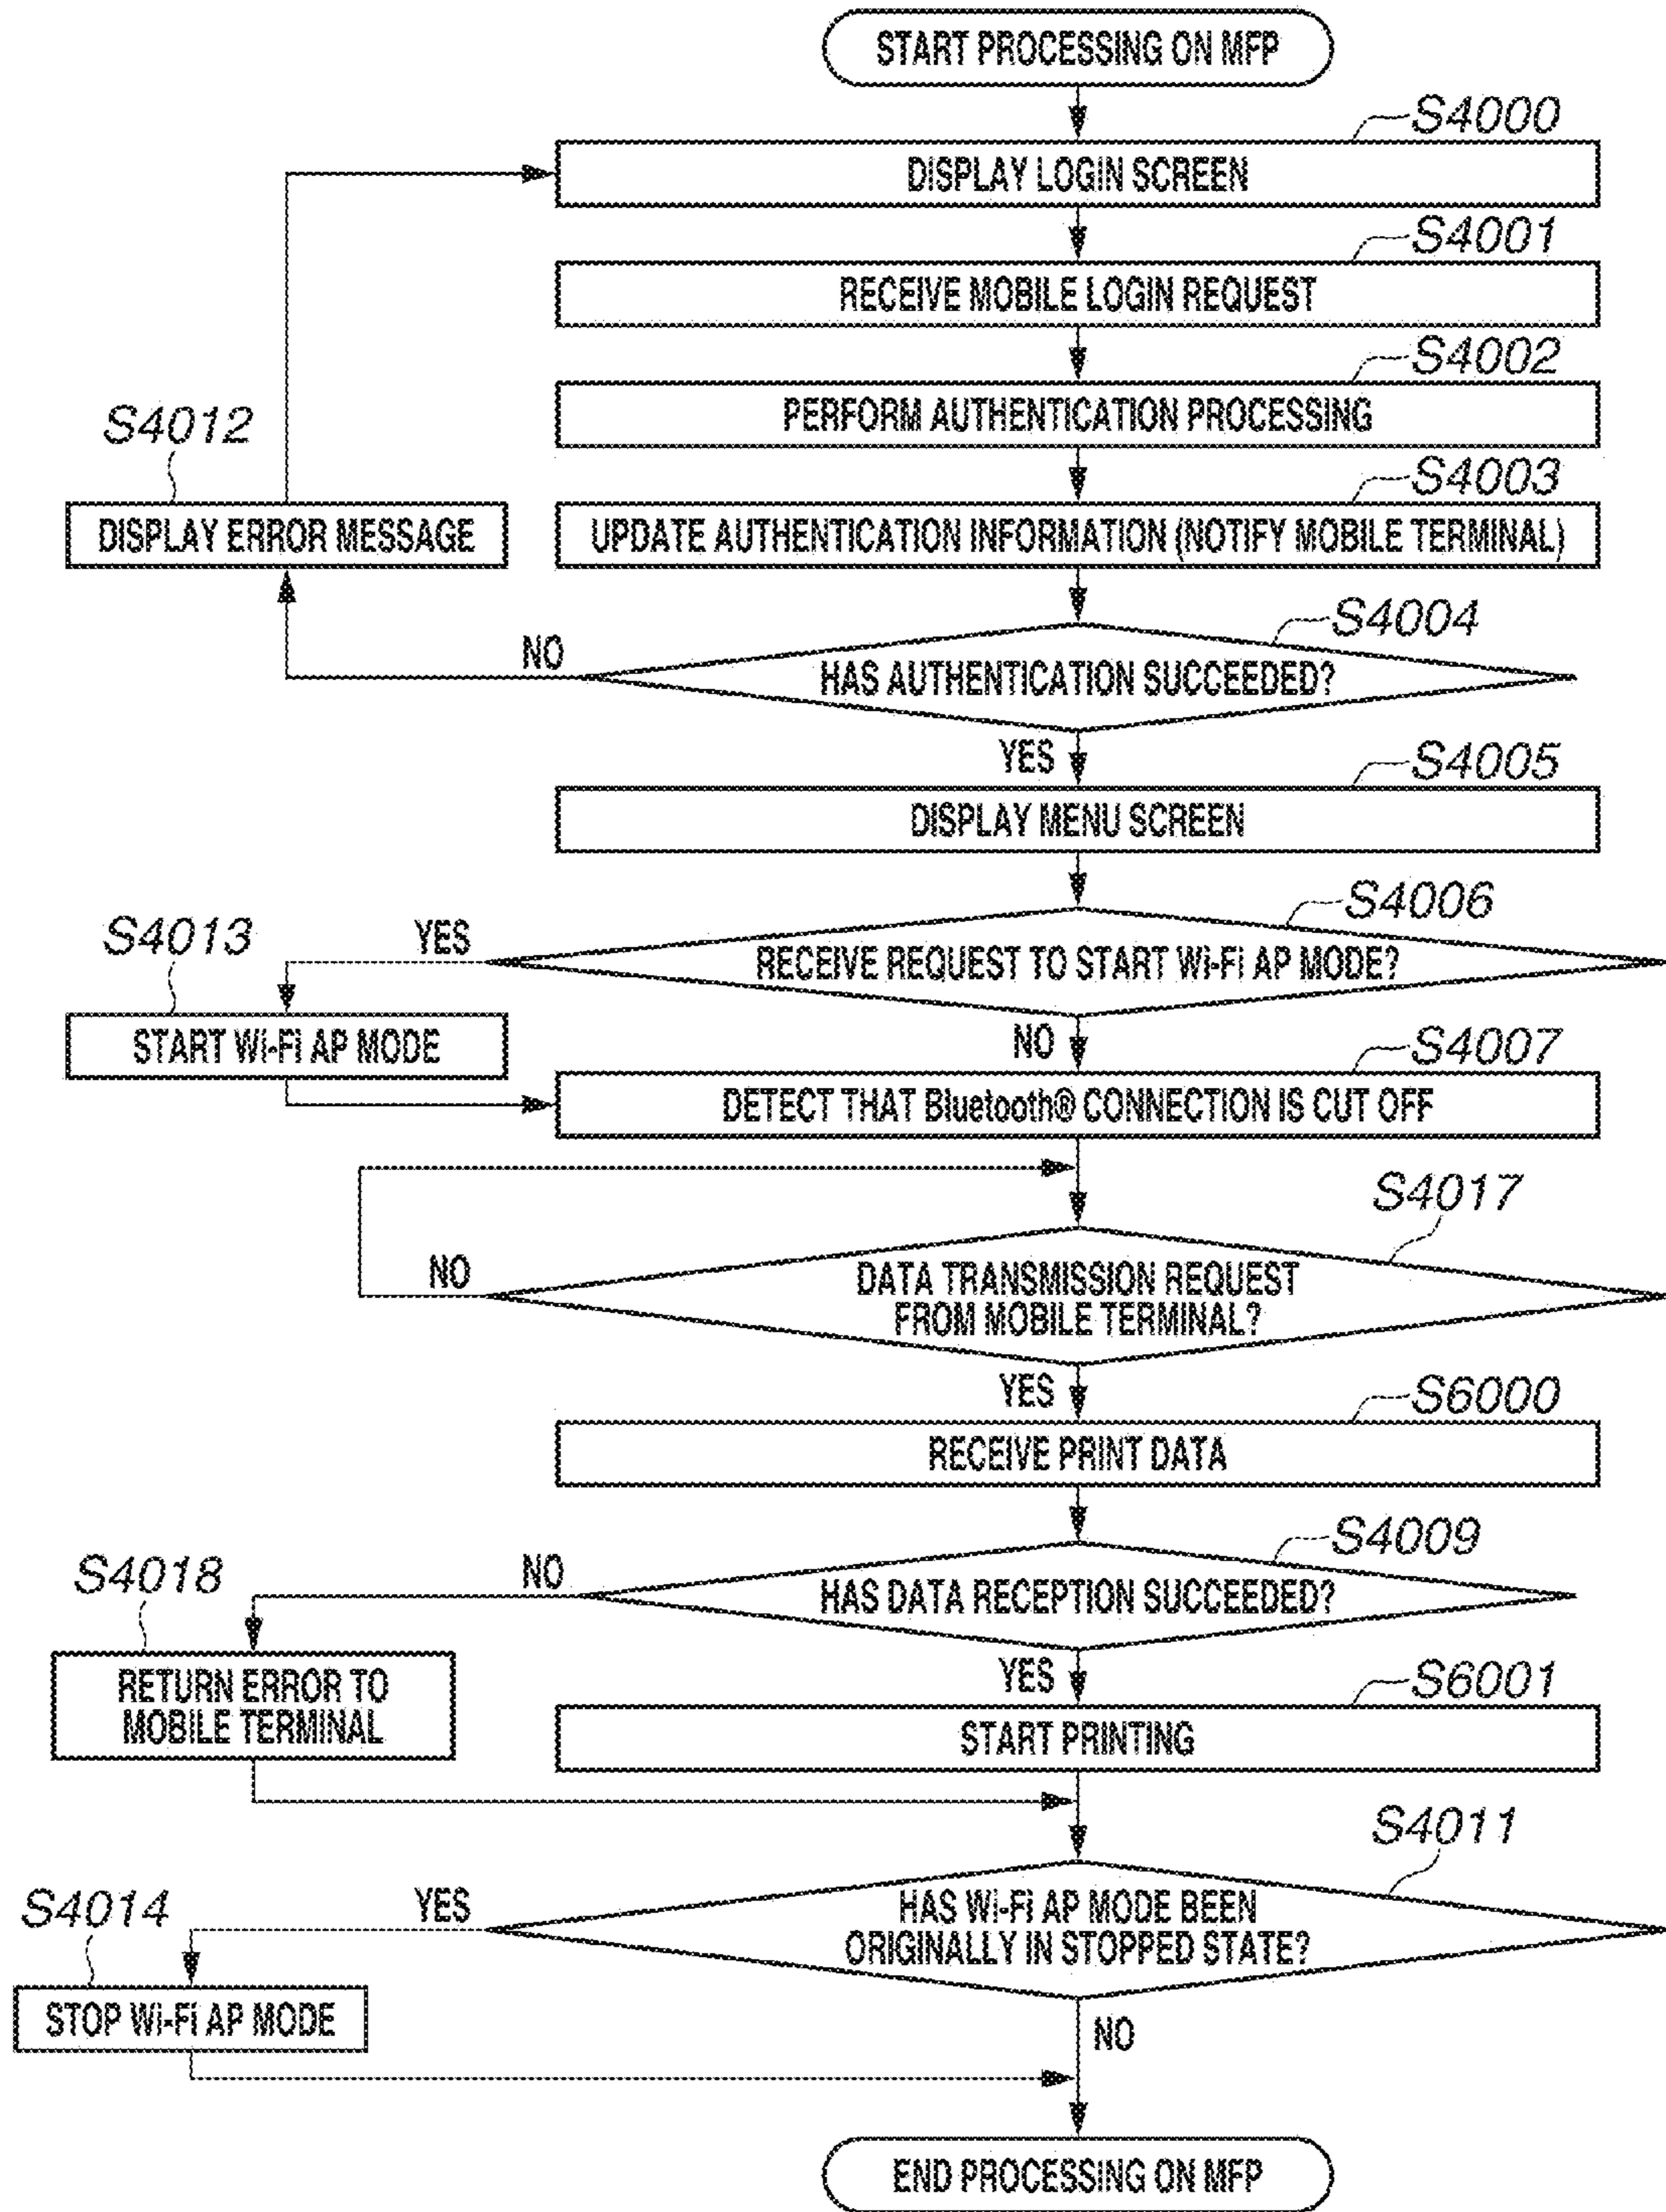 START PROCESSING ON MFP
S4000
DISPLAY LOGIN SCREEN
S4001
RECEIVE MOBILE LOGIN REQUEST
S4002
PERFORM AUTHENTICATION PROCESSING
S4012
S4003
DISPLAY ERROR MESSAGE
UPDATE AUTHENTICATION INFORMATION (NOTIFY MOBILE TERMINAL)
S4004
NO
HAS AUTHENTICATION SUCCEEDED?
YES
S4005
DISPLAY MENU SCREEN
S4006
S4013
YES
RECEIVE REQUEST TO START Wi-Fi AP MODE?
START Wi-Fi AP MODE
NO
S4007
DETECT THAT Bluetooth® CONNECTION IS CUT OFF
S4017
NO
DATA TRANSMISSION REQUEST
FROM MOBILE TERMINAL?
YES
S6000
RECEIVE PRINT DATA
S4009
S4018
NO
HAS DATA RECEPTION SUCCEEDED?
RETURN ERROR TO
MOBILE TERMINAL
YES
S6001
START PRINTING
S4011
S4014
YES
HAS Wi-Fi AP MODE BEEN
ORIGINALLY IN STOPPED STATE?
STOP Wi-Fi AP MODE
NO
END PROCESSING ON MFP